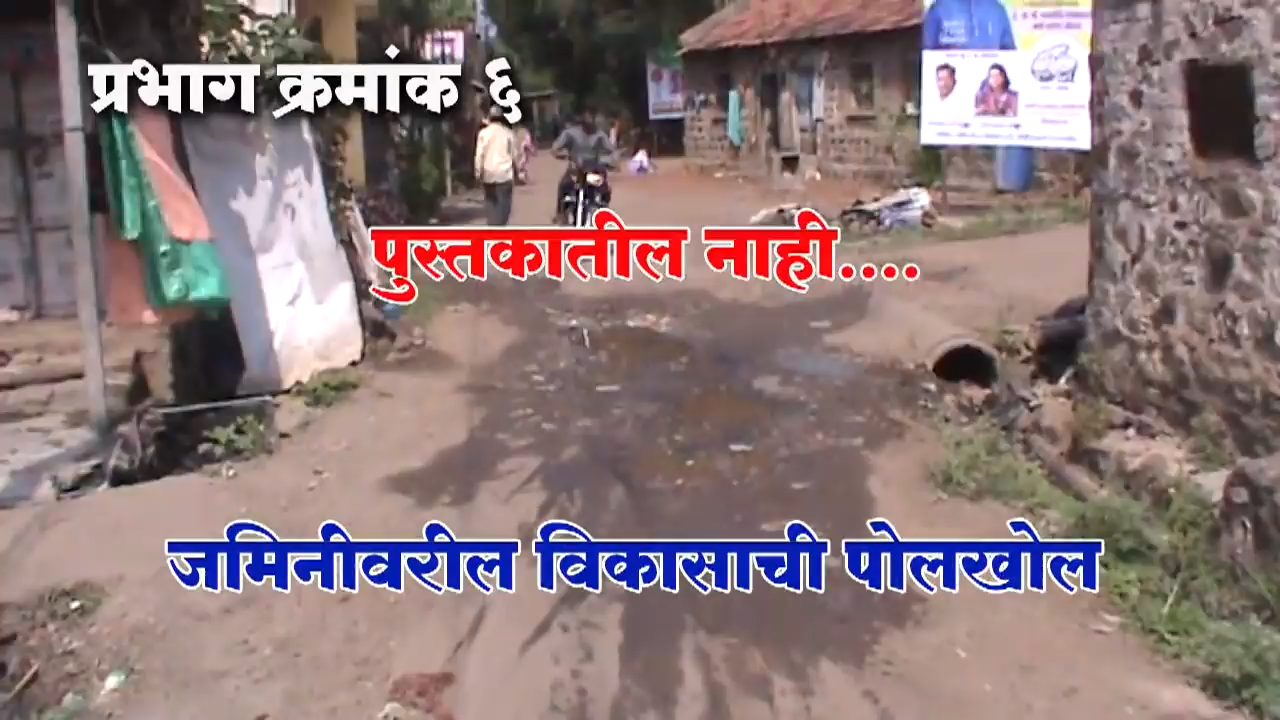 प्रभाग क्रमांक ६
पुस्तकातील नाही....
जमिनीवरील विकासाची पोलखोल